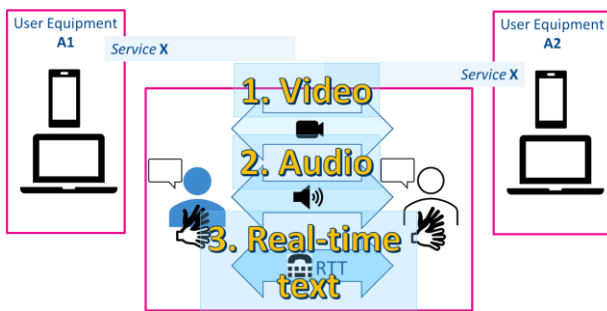 User Equipment
A1
Service X
User Equipment
A2
Service X
1. Video
2. Audio
3. Real-time
RTT
text